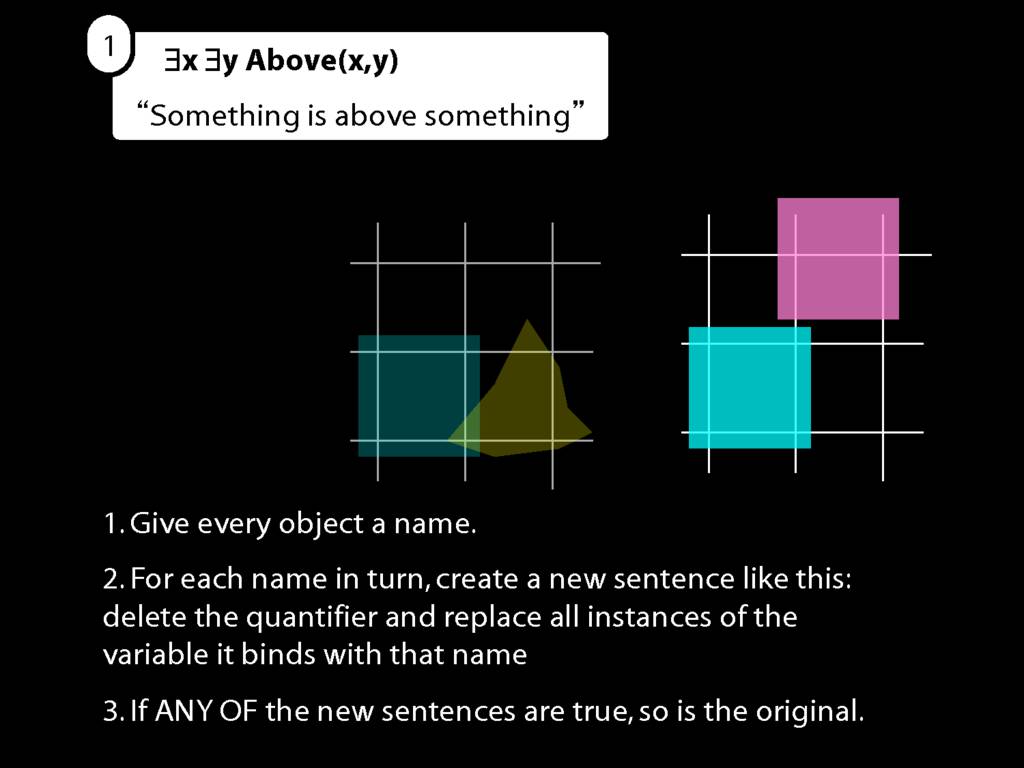 1
∃x ∃y Above(x,y)
“Something is above something”
1. Give every object a name.
2. For each name in turn, create a new sentence like this:
delete the quantifier and replace all instances of the
variable it binds with that name
3. If ANY OF the new sentences are true, so is the original.